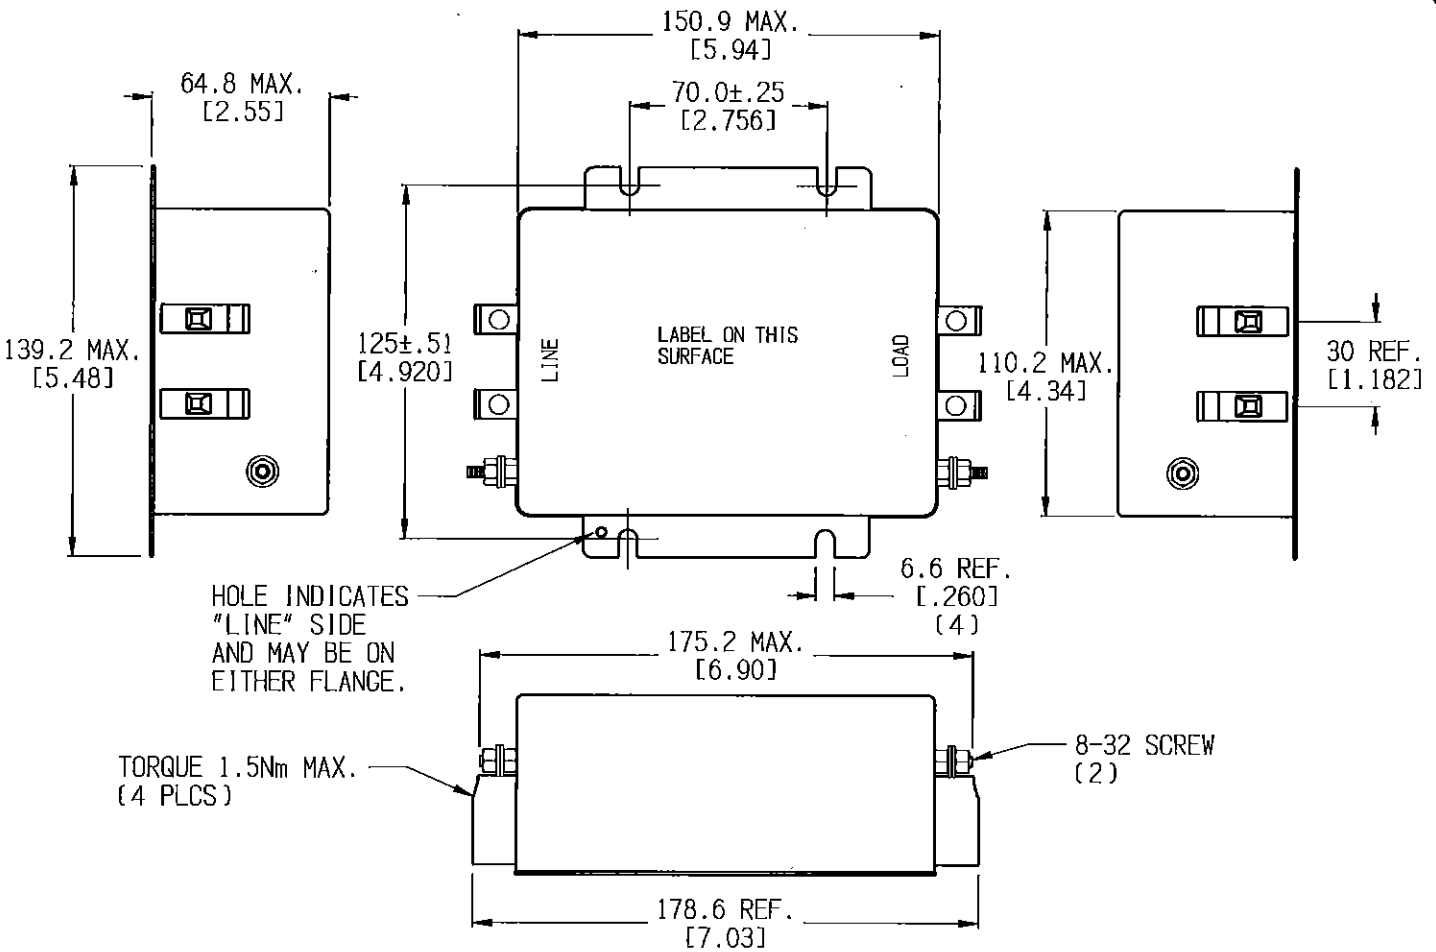 150.9 MAX.
[5.94]
64.8 MAX.
[2.55]
70.0±.25
[2.756]
139.2 MAX.
[5.48]
125±.51
[4.920]
LINE
LABEL ON THIS
SURFACE
LOAD
110.2 MAX.
[4.34]
30 REF.
[1.182]
HOLE INDICATES
"LINE" SIDE
AND MAY BE ON
EITHER FLANGE.
6.6 REF.
[.260]
(4)
175.2 MAX.
[6.90]
TORQUE 1.5Nm MAX.
(4 PLCS)
8-32 SCREW
(2)
178.6 REF.
[7.03]